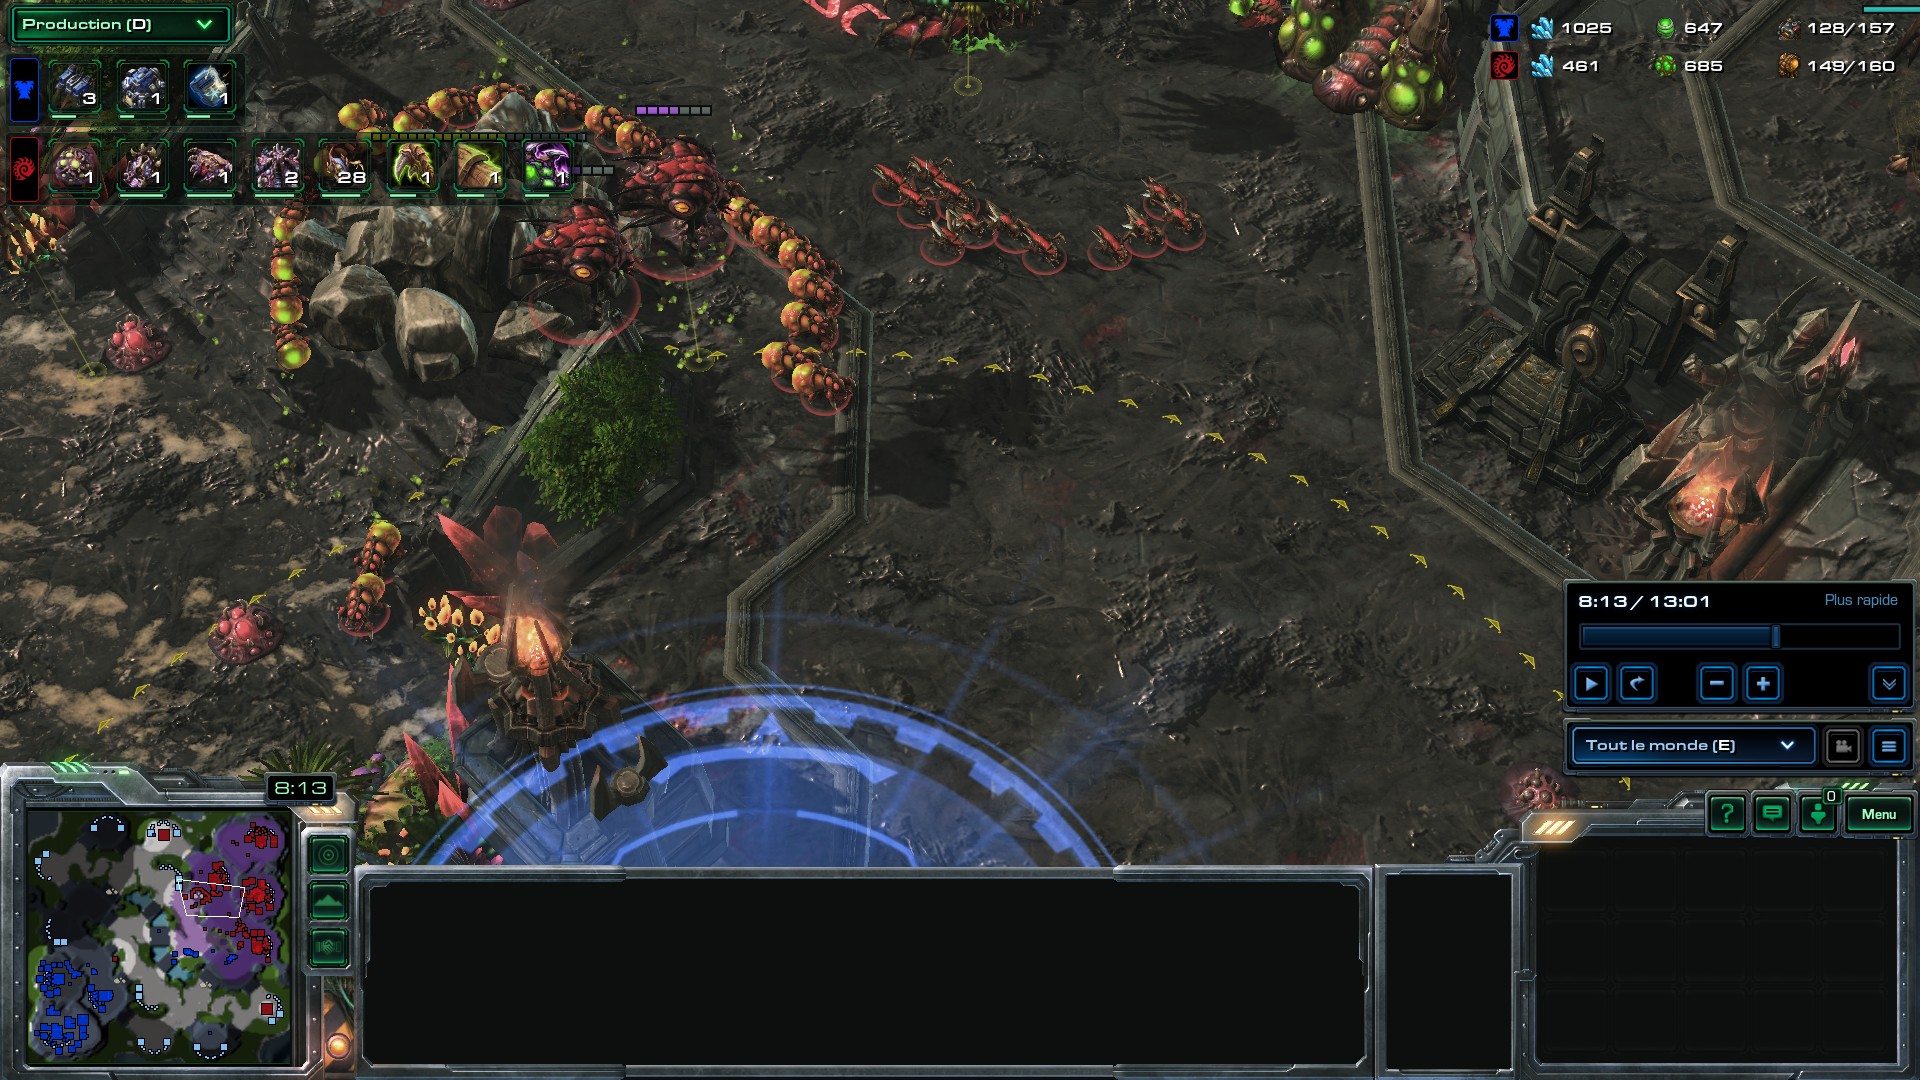 Production (D)
3 1 1
1 1 1 2 28 1 1 1
1025 647 128/157
461 685 149/160
8:13/13:01 Plus rapide
Tout le monde (E)
8:13
0
? Menu